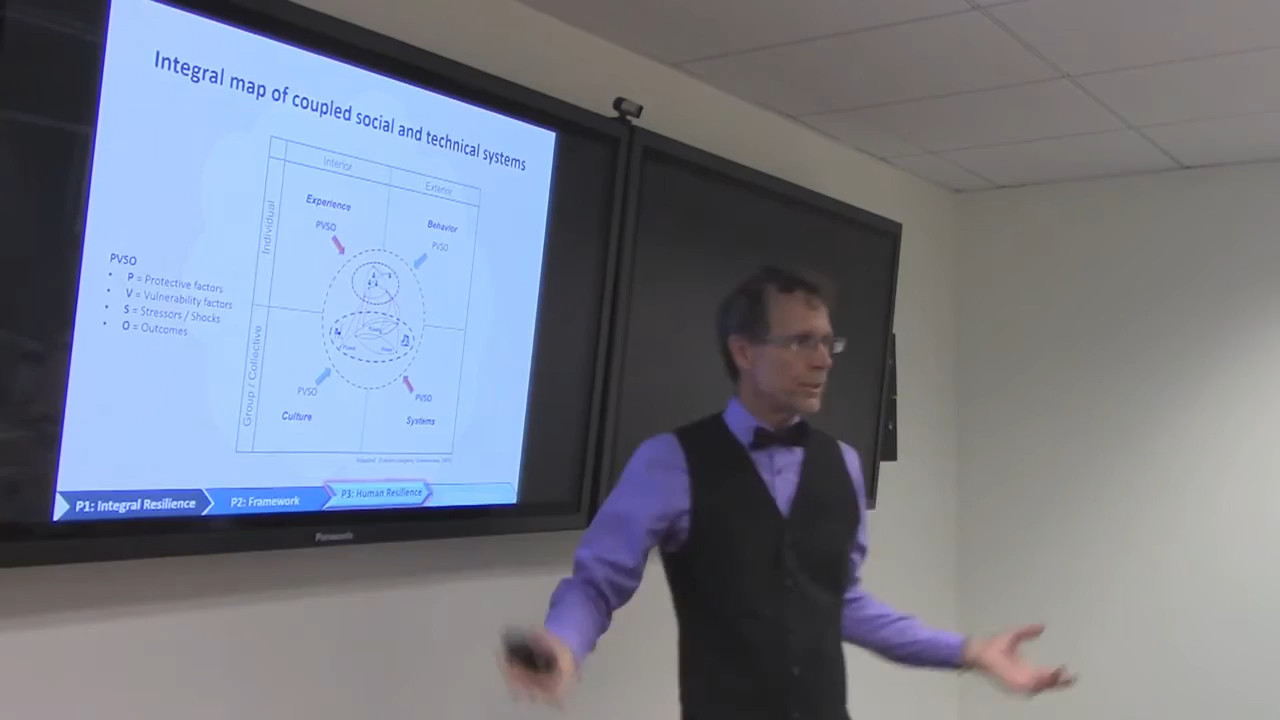 Integral map of coupled social and technical systems
Interior
Exterior
Individual
Group / Collective
Experience
PVSO
Behavior
PVSO
PVSO
• P = Protective factors
• V = Vulnerability factors
• S = Stressors / Shocks
• O = Outcomes
PVSO
Culture
PVSO
Systems
P1: Integral Resilience
P2: Framework
P3: Human Resilience
Panasonic